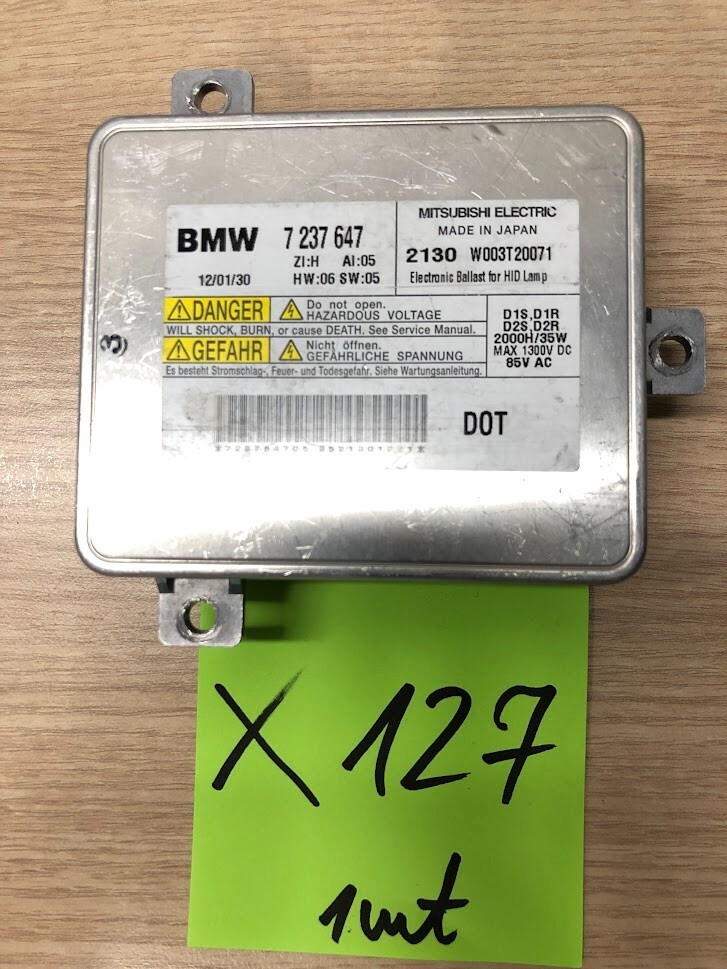 BMW 7 237 647
ZI:H AI:05
12/01/30 HW:06 SW:05
MITSUBISHI ELECTRIC
MADE IN JAPAN
2130 W003T20071
Electronic Ballast for HID Lamp
DANGER Do not open.
HAZARDOUS VOLTAGE
WILL SHOCK, BURN, or cause DEATH. See Service Manual.
GEFAHR Nicht öffnen.
GEFÄHRLICHE SPANNUNG
Es besteht Stromschlag-, Feuer- und Todesgefahr. Siehe Wartungsanleitung.
D1S,D1R
D2S,D2R
2000H/35W
MAX 1300V DC
85V AC
DOT
3
X 127
1 mt